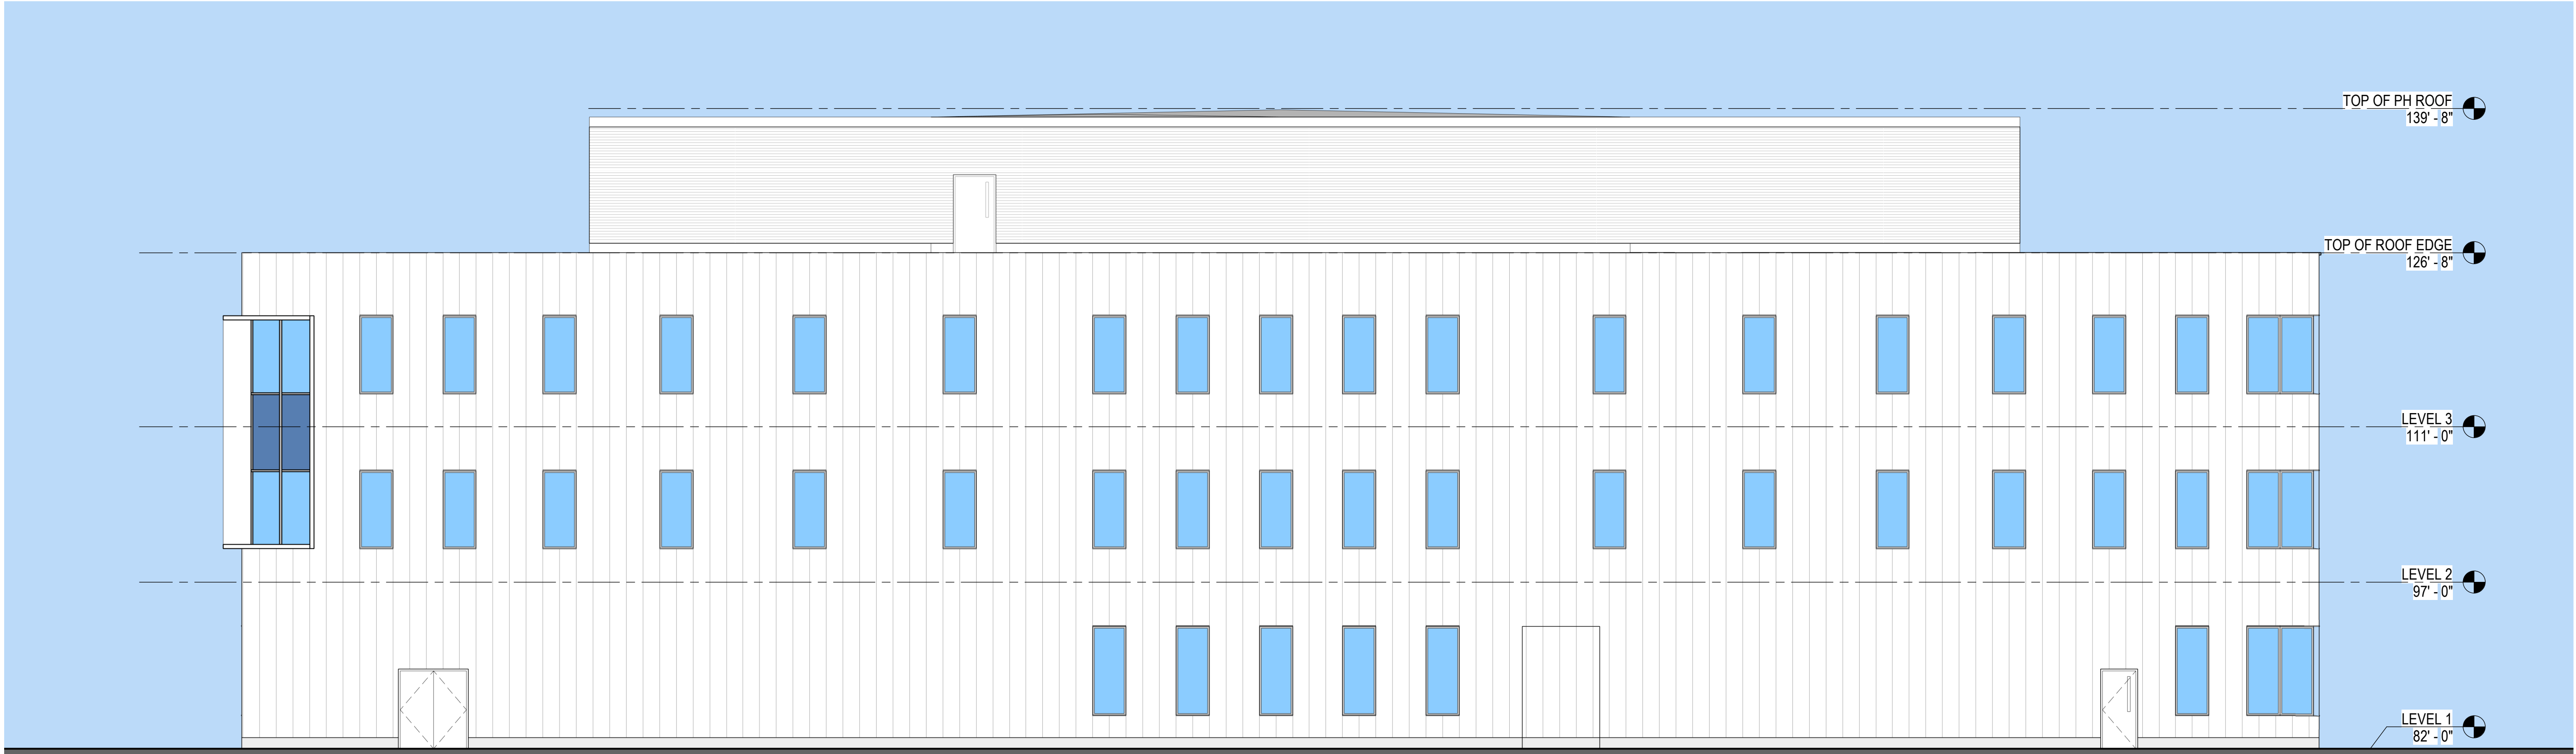 TOP OF PH ROOF
139' - 8"
TOP OF ROOF EDGE
126' - 8"
LEVEL 3
111' - 0"
LEVEL 2
97' - 0"
LEVEL 1
82' - 0"